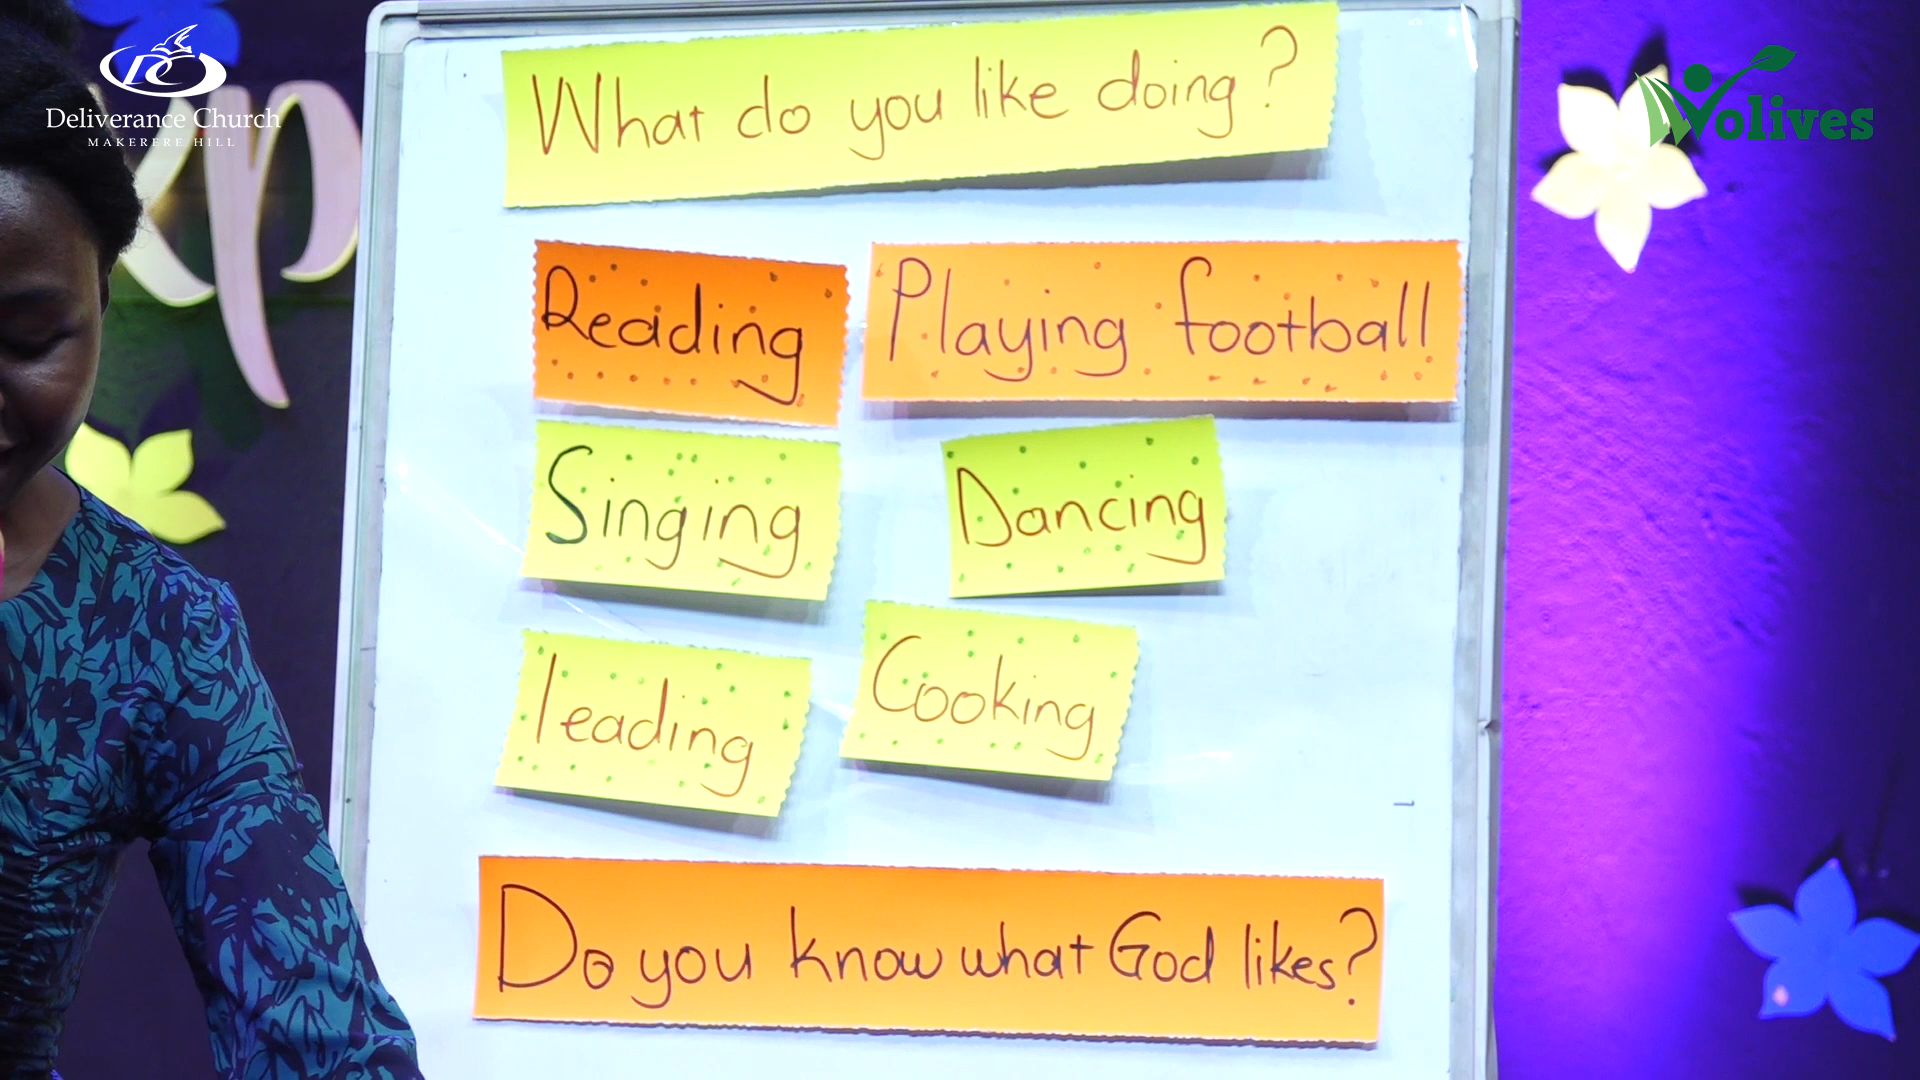 Deliverance Church
MAKERERE HILL
What do you like doing?
olives
Reading
Playing football
Singing
Dancing
leading
Cooking
Do you know what God likes?